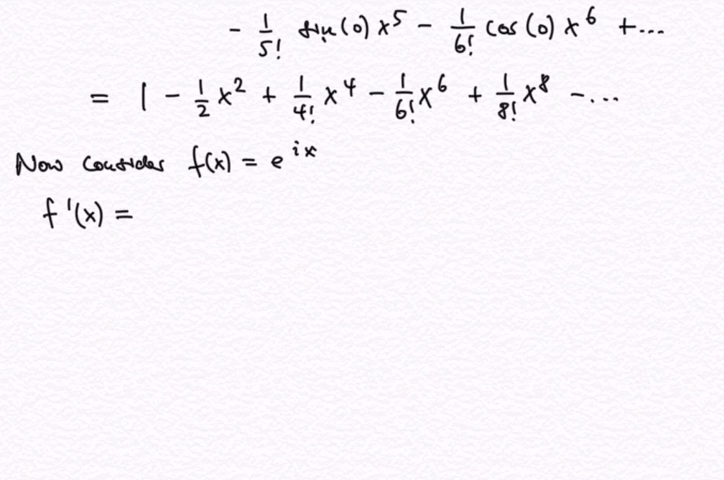 - 1/5! sin(0) x^5 - 1/6! cos(0) x^6 + ...
= 1 - 1/2 x^2 + 1/4! x^4 - 1/6! x^6 + 1/8! x^8 - ...
Now consider f(x) = e^{ix}
f'(x) =